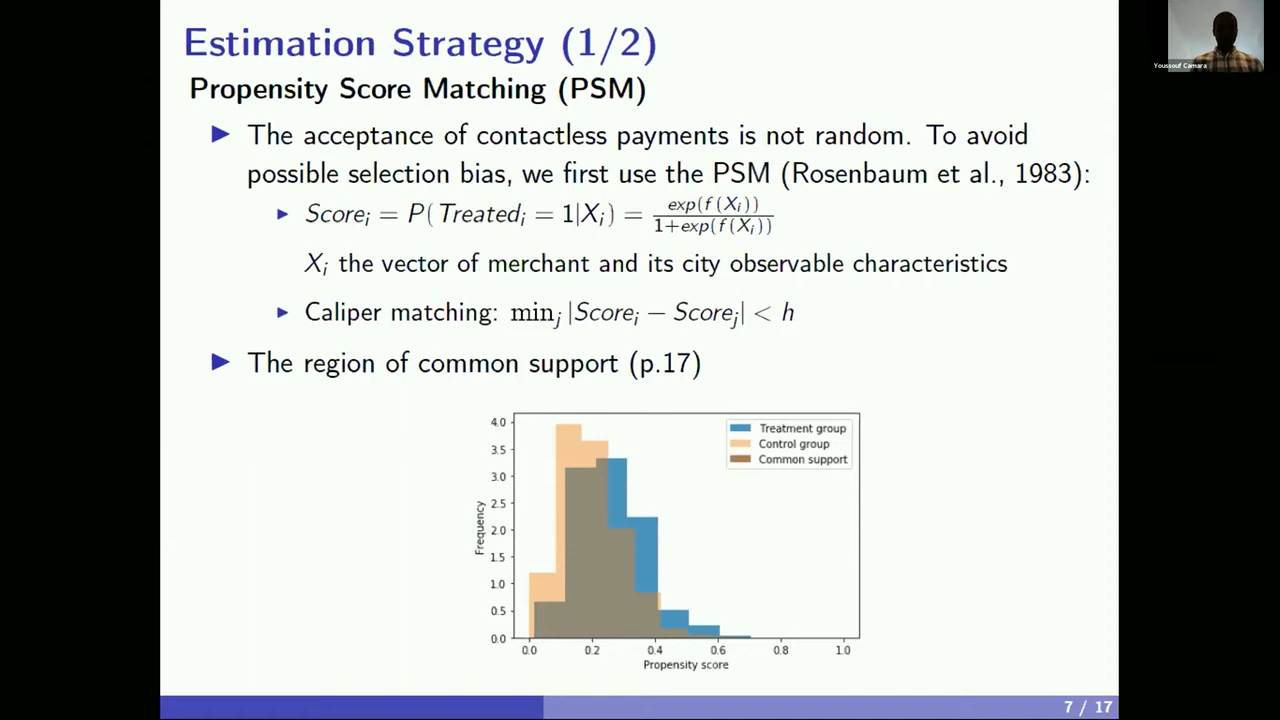 Estimation Strategy (1/2)
Propensity Score Matching (PSM)
▶ The acceptance of contactless payments is not random. To avoid
possible selection bias, we first use the PSM (Rosenbaum et al., 1983):
▶ Score_i = P(Treated_i = 1|X_i) = exp(f(X_i)) / 1+exp(f(X_i))
X_i the vector of merchant and its city observable characteristics
▶ Caliper matching: min_j |Score_i − Score_j| < h
▶ The region of common support (p.17)
Treatment group
Control group
Common support
Frequency
4.0
3.5
3.0
2.5
2.0
1.5
1.0
0.5
0.0
0.0 0.2 0.4 0.6 0.8 1.0
Propensity score
7 / 17
Youssouf Camara